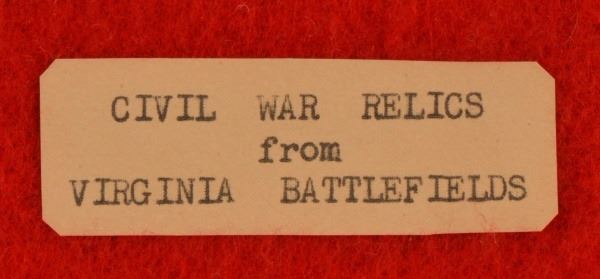 CIVIL WAR RELICS
from
VIRGINIA BATTLEFIELDS